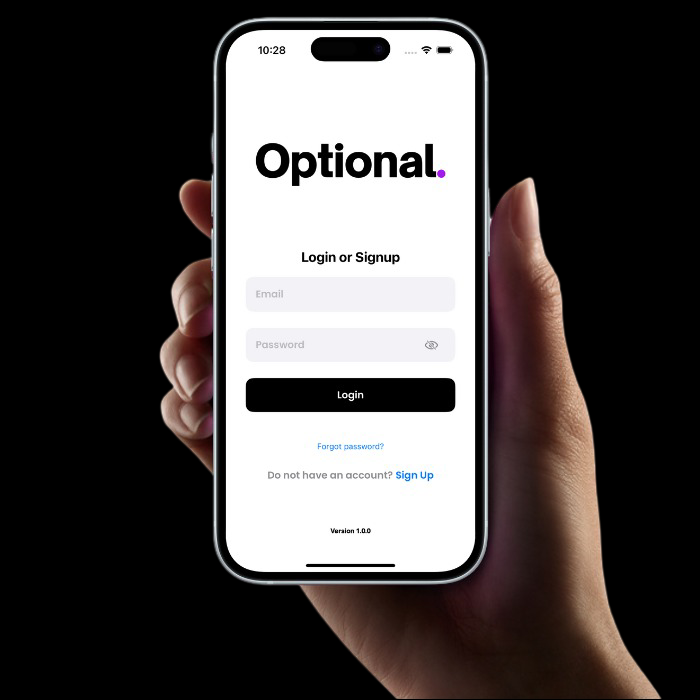 10:28
Optional.
Login or Signup
Email
Password
Login
Forgot password?
Do not have an account? Sign Up
Version 1.0.0